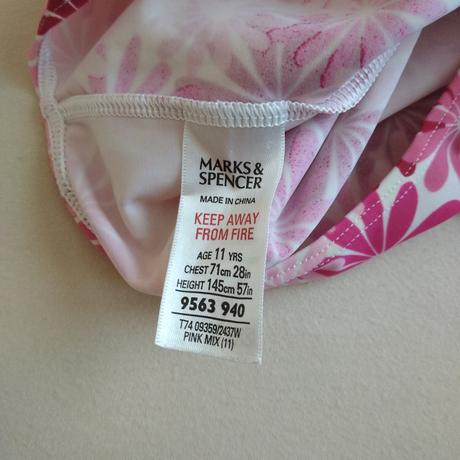 MARKS &
SPENCER
MADE IN CHINA
KEEP AWAY
FROM FIRE
AGE 11 YRS
CHEST 71cm 28in
HEIGHT 145cm 57in
9563 940
T74 09359/2437W
PINK MIX (11)